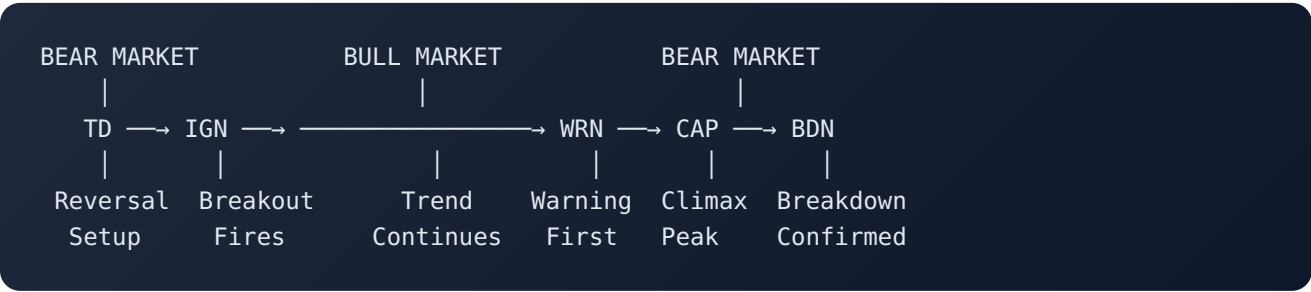 BEAR MARKET          BULL MARKET           BEAR MARKET
    │                     │                     │
   TD ──→ IGN ──→ ────────────────→ WRN ──→ CAP ──→ BDN
    │       │              │          │       │       │
 Reversal  Breakout      Trend    Warning  Climax  Breakdown
  Setup     Fires      Continues   First   Peak    Confirmed